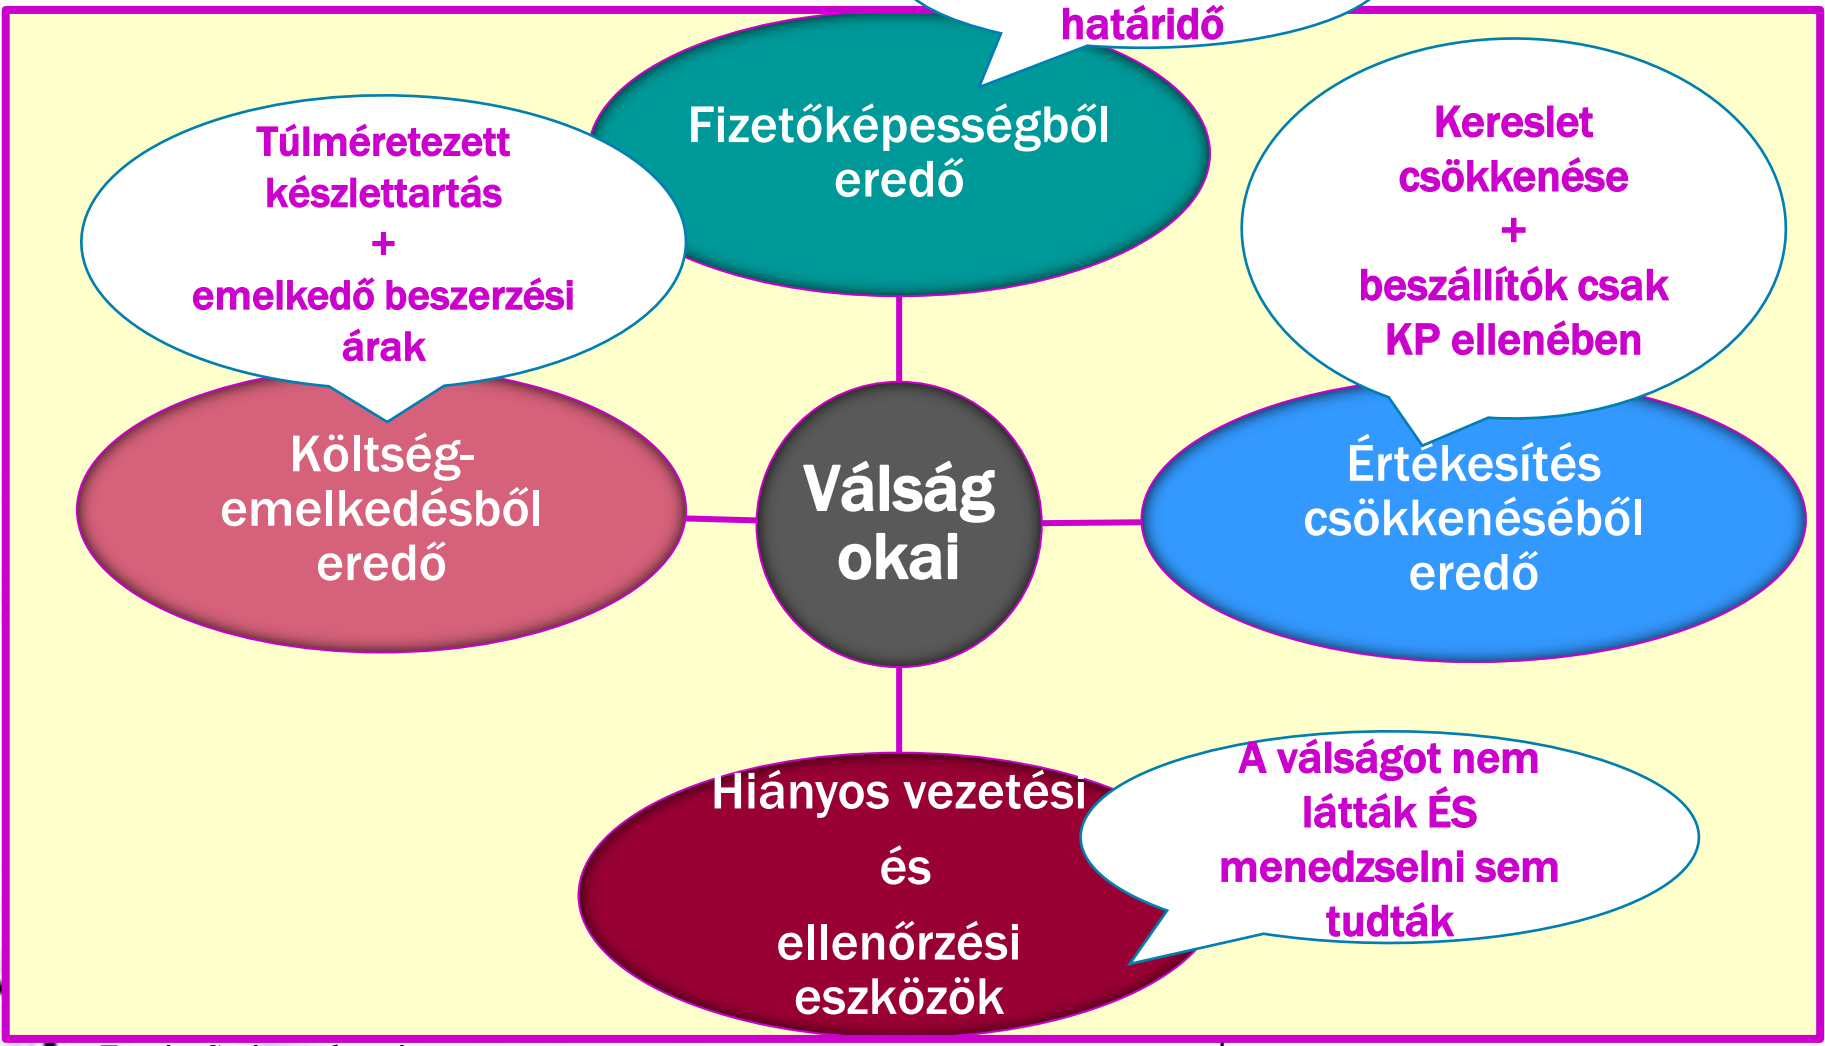 határidő
Fizetőképességből
eredő
Túlméretezett
készlettartás
+
emelkedő beszerzési
árak
Kereslet
csökkenése
+
beszállítók csak
KP ellenében
Költség-
emelkedésből
eredő
Válság
okai
Értékesítés
csökkenéséből
eredő
Hiányos vezetési
és
ellenőrzési
eszközök
A válságot nem
látták ÉS
menedzselni sem
tudták